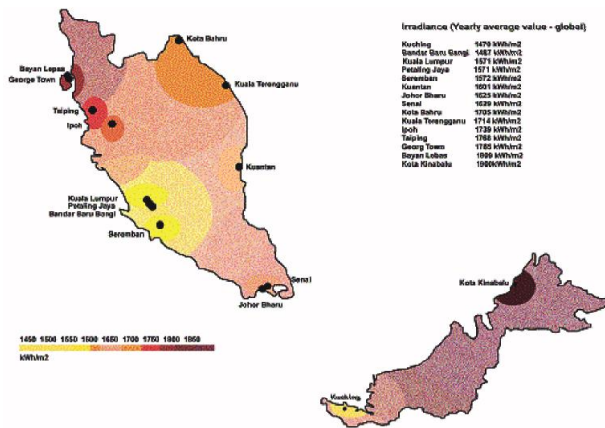 Irradiance (Yearly average value - global)
Kuching 1470 kWh/m2
Bandar Baru Bangi 1487 kWh/m2
Kuala Lumpur 1571 kWh/m2
Petaling Jaya 1571 kWh/m2
Seremban 1572 kWh/m2
Kuantan 1601 kWh/m2
Johor Bharu 1625 kWh/m2
Senai 1629 kWh/m2
Kota Bahru 1705 kWh/m2
Kuala Terengganu 1714 kWh/m2
Ipoh 1739 kWh/m2
Taiping 1768 kWh/m2
Georg Town 1785 kWh/m2
Bayan Lebas 1809 kWh/m2
Kota Kinabalu 1900kWh/m2
Kota Bahru
Bayan Lepas
George Town
Kuala Terengganu
Taiping
Ipoh
Kuantan
Kuala Lumpur
Petaling Jaya
Bandar Baru Bangi
Seremban
Senai
Johor Bharu
Kota Kinabalu
Kuching
1450 1500 1550 1600 1650 1700 1750 1800 1850
kWh/m2